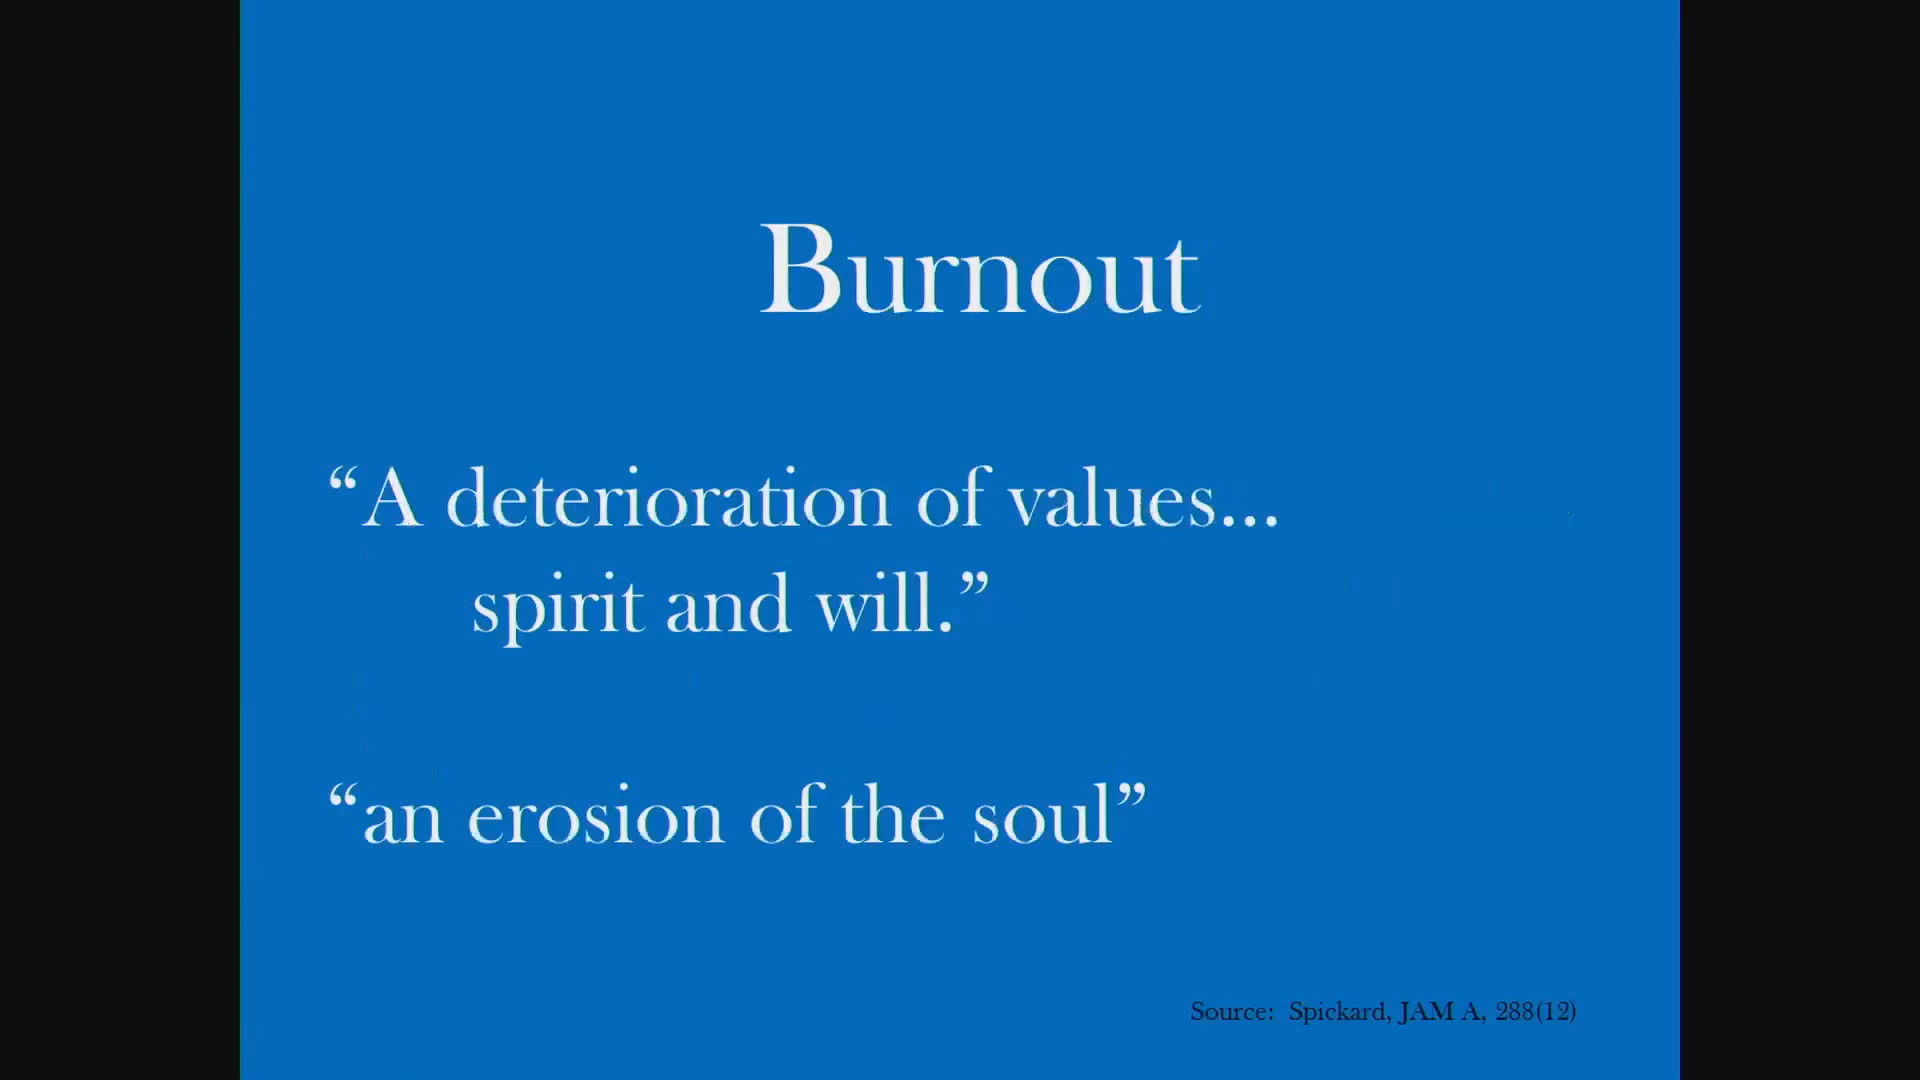 Burnout
“A deterioration of values...
spirit and will.”
“an erosion of the soul”
Source: Spickard, JAM A, 288(12)